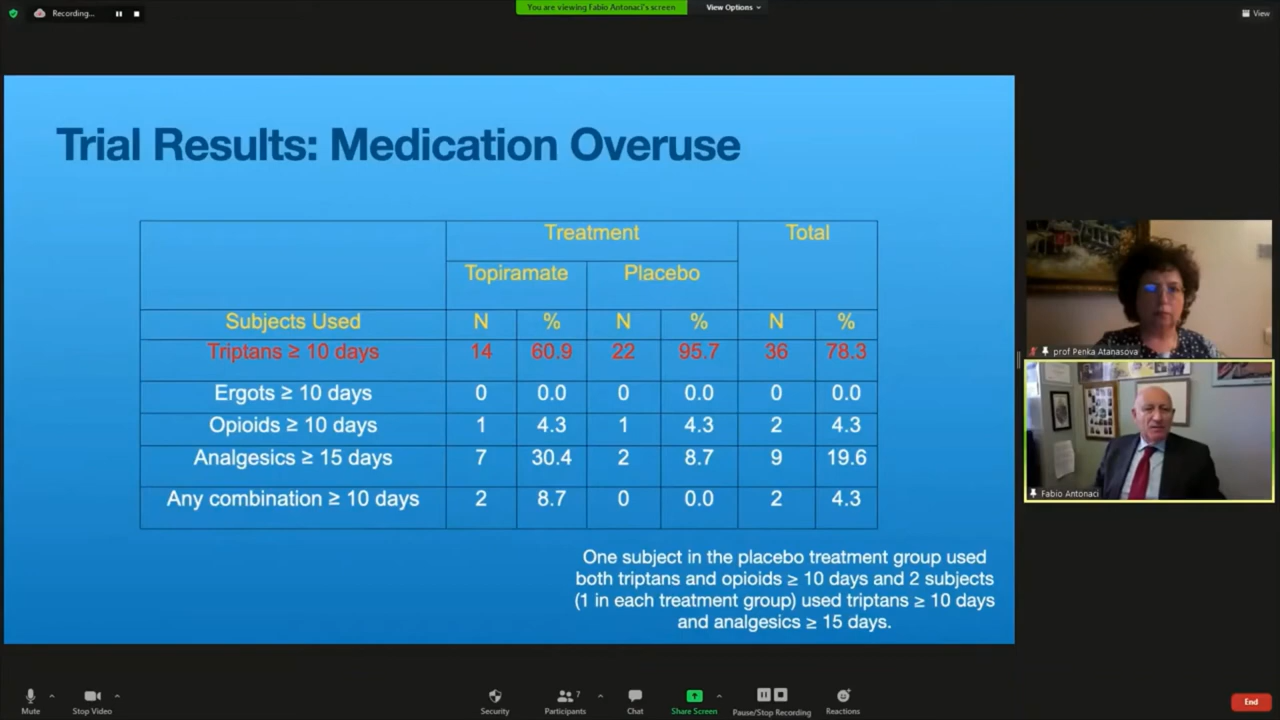 Recording...
You are viewing Fabio Antonaci's screen
View Options
View
Trial Results: Medication Overuse
Treatment Total
Topiramate Placebo
Subjects Used N % N % N %
Triptans ≥ 10 days 14 60.9 22 95.7 36 78.3
Ergots ≥ 10 days 0 0.0 0 0.0 0 0.0
Opioids ≥ 10 days 1 4.3 1 4.3 2 4.3
Analgesics ≥ 15 days 7 30.4 2 8.7 9 19.6
Any combination ≥ 10 days 2 8.7 0 0.0 2 4.3
One subject in the placebo treatment group used
both triptans and opioids ≥ 10 days and 2 subjects
(1 in each treatment group) used triptans ≥ 10 days
and analgesics ≥ 15 days.
prof Penka Atanasova
Fabio Antonaci
Mute
Stop Video
Security
Participants 7
Chat
Share Screen
Pause/Stop Recording
Reactions
End